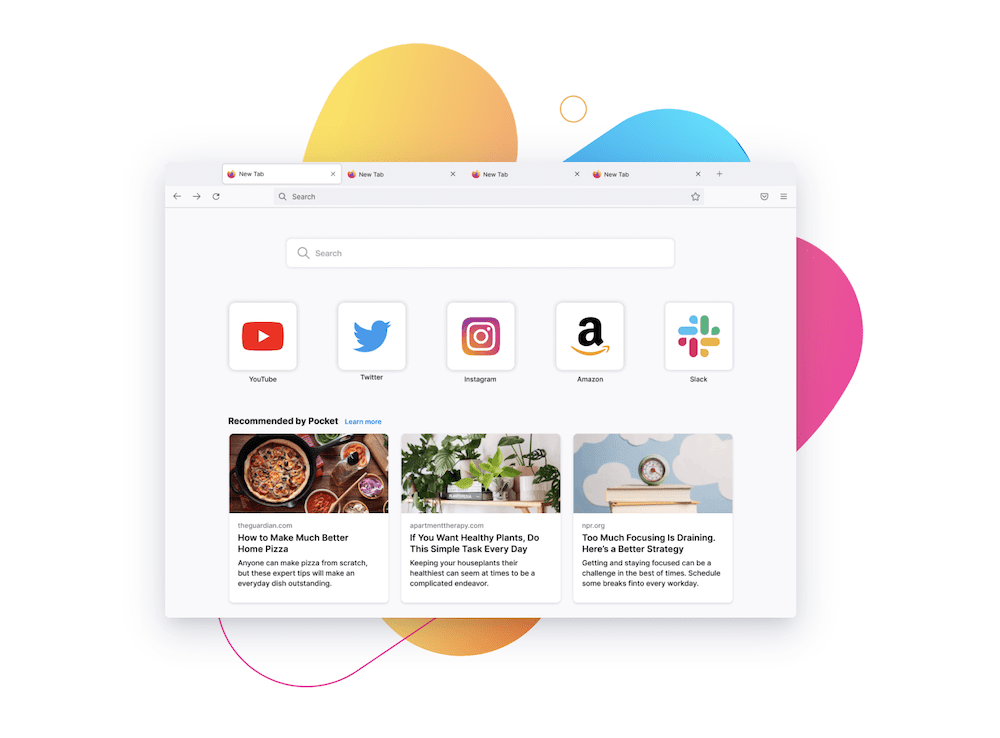 New Tab
New Tab
New Tab
New Tab
Search
Search
YouTube
Twitter
Instagram
Amazon
Slack
Recommended by Pocket Learn more
theguardian.com
How to Make Much Better
Home Pizza
Anyone can make pizza from scratch,
but these expert tips will make an
everyday dish outstanding.
apartmenttherapy.com
If You Want Healthy Plants, Do
This Simple Task Every Day
Keeping your houseplants their
healthiest can seem at times to be a
complicated endeavor.
npr.org
Too Much Focusing Is Draining.
Here's a Better Strategy
Getting and staying focused can be a
challenge in the best of times. Schedule
some breaks finto every workday.